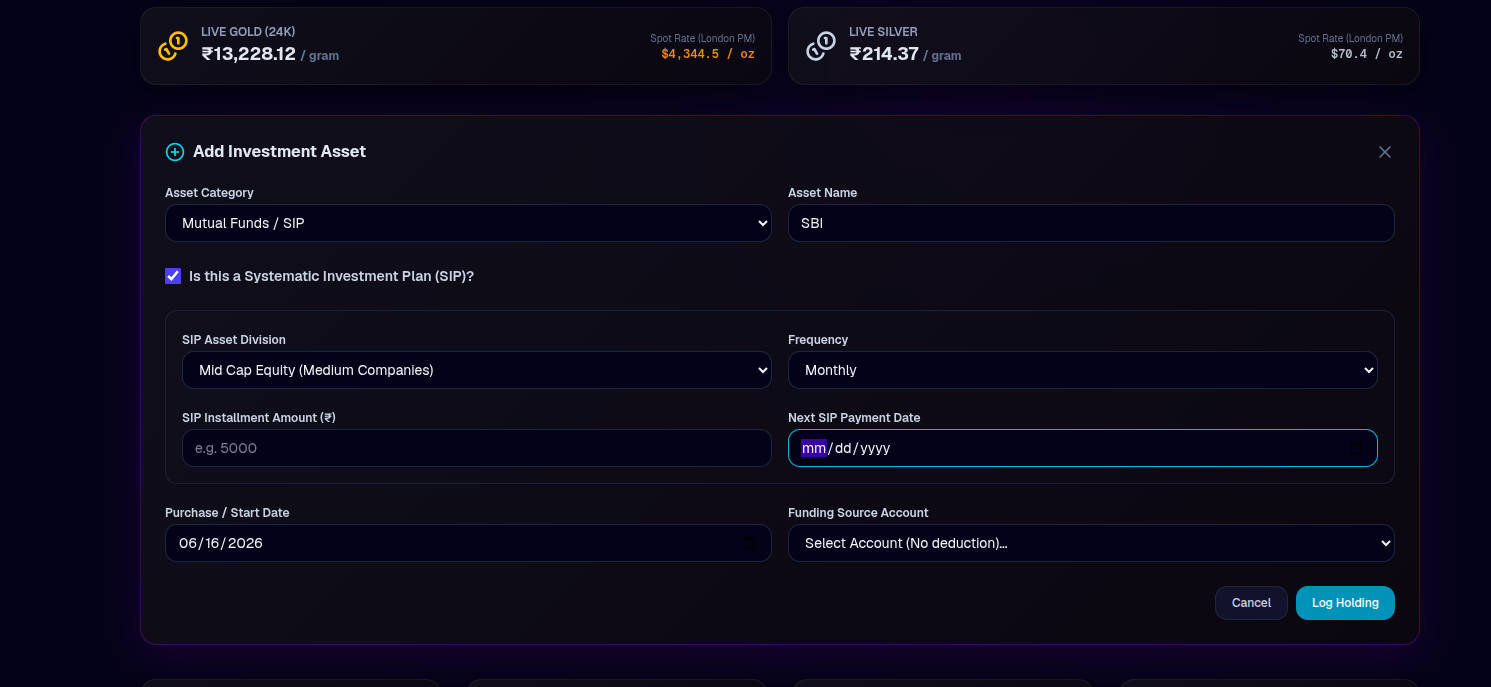 LIVE GOLD (24K)
₹13,228.12 / gram
Spot Rate (London PM)
$4,344.5 / oz
LIVE SILVER
₹214.37 / gram
Spot Rate (London PM)
$70.4 / oz
Add Investment Asset
Asset Category
Asset Name
Mutual Funds / SIP
SBI
Is this a Systematic Investment Plan (SIP)?
SIP Asset Division
Frequency
Mid Cap Equity (Medium Companies)
Monthly
SIP Installment Amount (₹)
Next SIP Payment Date
e.g. 5000
mm/dd/yyyy
Purchase / Start Date
Funding Source Account
06/16/2026
Select Account (No deduction)...
Cancel
Log Holding